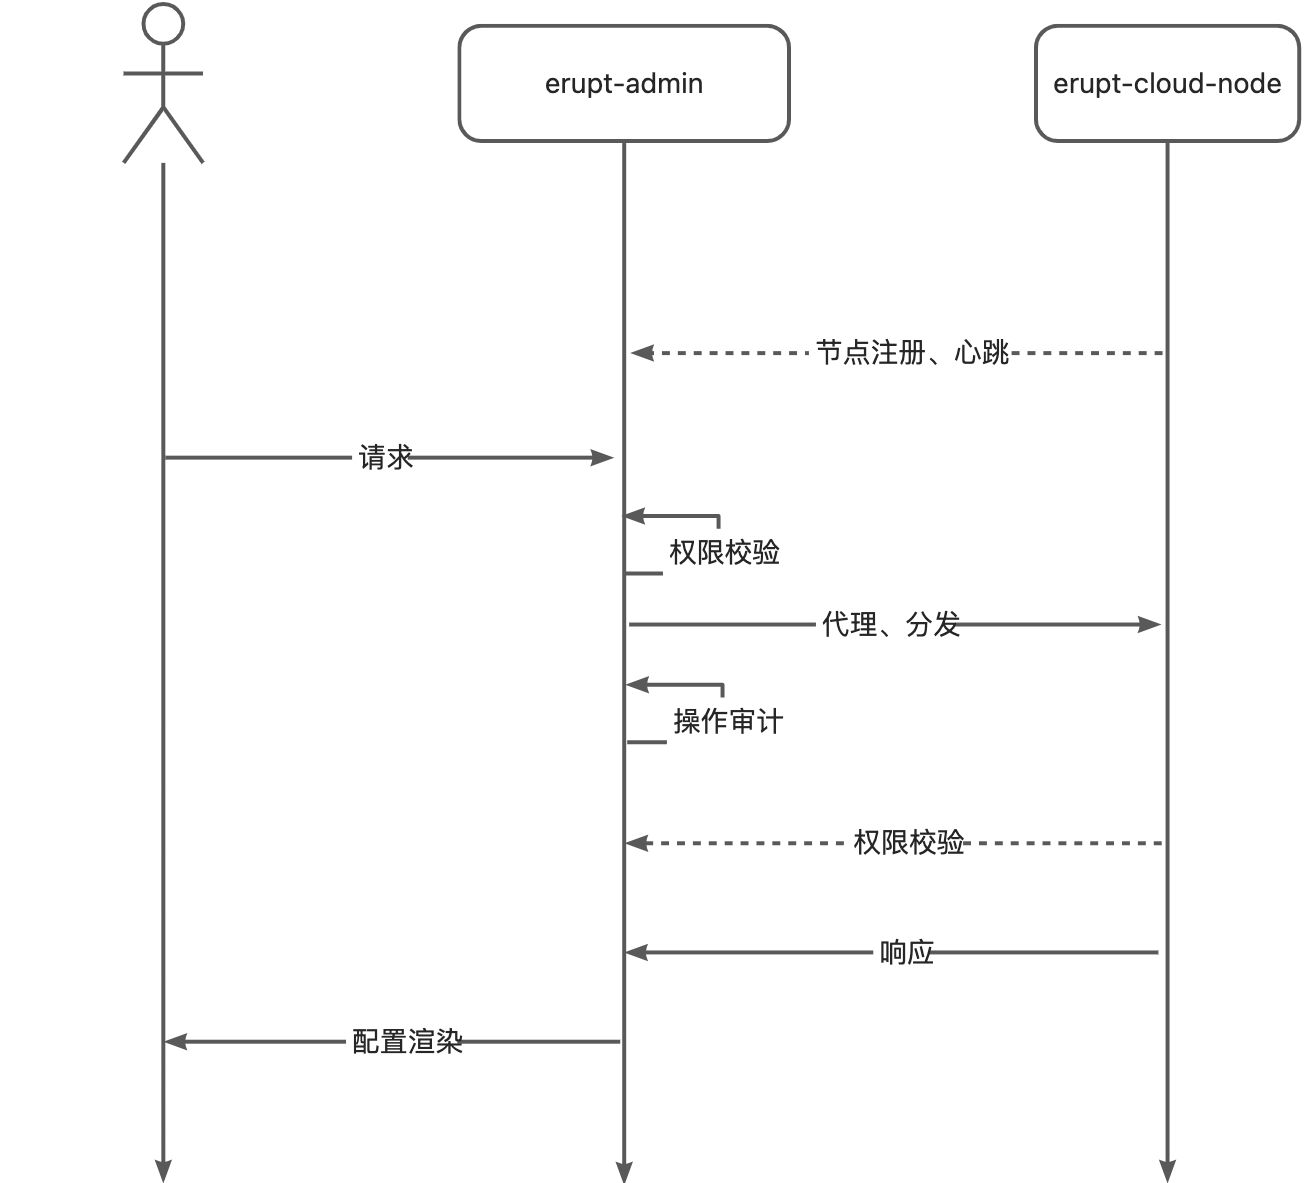 erupt-admin
erupt-cloud-node
节点注册、心跳
请求
权限校验
代理、分发
操作审计
权限校验
响应
配置渲染